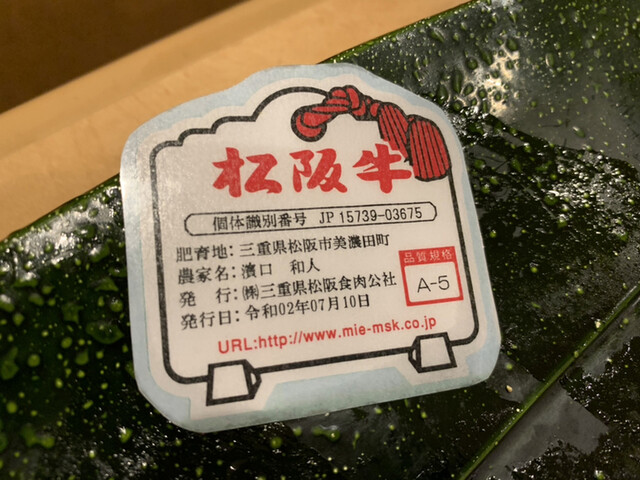 松阪牛
個体識別番号 JP 15739-03675
肥育地：三重県松阪市美濃田町
農家名：濱口 和人
発 行：㈱三重県松阪食肉公社
発行日：令和02年07月10日
品質規格
A-5
URL:http://www.mie-msk.co.jp